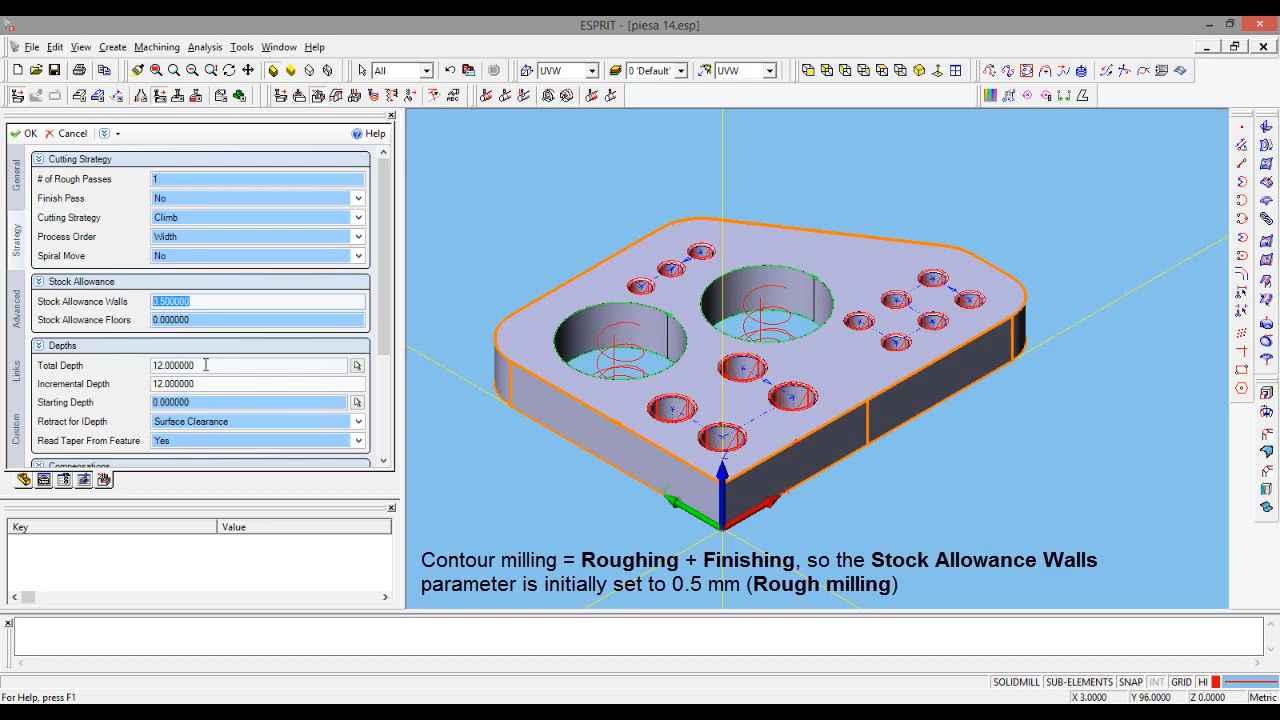 ESPRIT - [piesa 14.esp]
File Edit View Create Machining Analysis Tools Window Help
All UVW 0 'Default' UVW
OK Cancel Help
General
Strategy
Advanced
Links
Custom
Cutting Strategy
# of Rough Passes 1
Finish Pass No
Cutting Strategy Climb
Process Order Width
Spiral Move No
Stock Allowance
Stock Allowance Walls 0.500000
Stock Allowance Floors 0.000000
Depths
Total Depth 12.000000
Incremental Depth 12.000000
Starting Depth 0.000000
Retract for IDepth Surface Clearance
Read Taper From Feature Yes
Compensations
Key Value
Contour milling = Roughing + Finishing, so the Stock Allowance Walls
parameter is initially set to 0.5 mm (Rough milling)
SOLIDMILL SUB-ELEMENTS SNAP INT GRID HI
For Help, press F1 X 3.0000 Y 96.0000 Z 0.0000 Metric